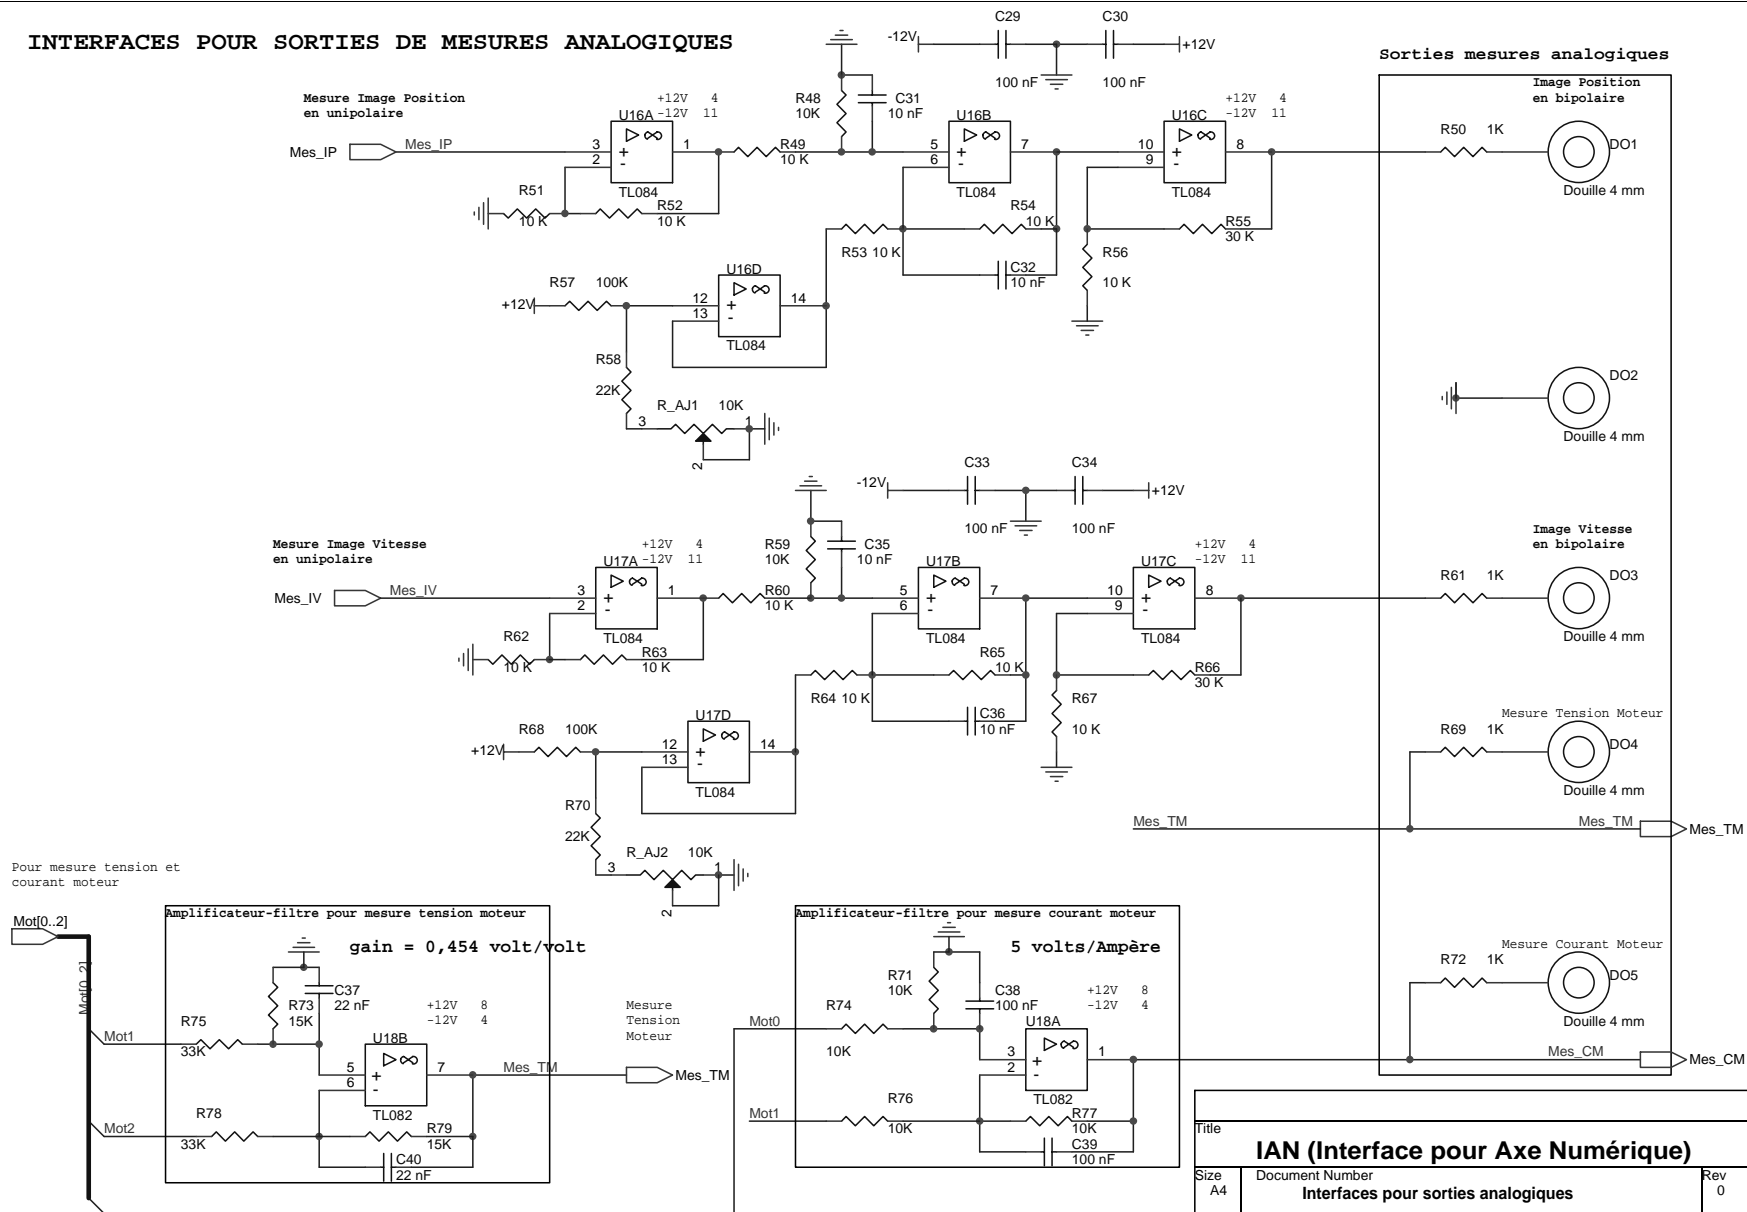 INTERFACES POUR SORTIES DE MESURES ANALOGIQUES
C29
C30
-12V
+12V
100 nF
100 nF
Sorties mesures analogiques
Mesure Image Position
en unipolaire
Mes_IP
Mes_IP
+12V 4
-12V 11
U16A
3
2
1
+
-
TL084
R51
10 K
R52
10 K
R49
10 K
R48
10K
C31
10 nF
U16B
5
6
7
+
-
TL084
R53 10 K
R54
10 K
C32
10 nF
+12V 4
-12V 11
U16C
10
9
8
+
-
TL084
R55
30 K
R56
10 K
Image Position
en bipolaire
R50 1K
DO1
Douille 4 mm
R57 100K
+12V
U16D
12
13
14
+
-
TL084
R58
22K
R_AJ1 10K
3
1
2
DO2
Douille 4 mm
C33
C34
-12V
+12V
100 nF
100 nF
Mesure Image Vitesse
en unipolaire
Mes_IV
Mes_IV
+12V 4
-12V 11
U17A
3
2
1
+
-
TL084
R62
10 K
R63
10 K
R60
10 K
R59
10K
C35
10 nF
U17B
5
6
7
+
-
TL084
R64 10 K
R65
10 K
C36
10 nF
+12V 4
-12V 11
U17C
10
9
8
+
-
TL084
R66
30 K
R67
10 K
Image Vitesse
en bipolaire
R61 1K
DO3
Douille 4 mm
R68 100K
+12V
U17D
12
13
14
+
-
TL084
R70
22K
R_AJ2 10K
3
1
2
Mesure Tension Moteur
R69 1K
DO4
Douille 4 mm
Mes_TM
Mes_TM
Mes_TM
Pour mesure tension et
courant moteur
Mot[0..2]
Mot[0..2]
Mot1
Mot2
Amplificateur-filtre pour mesure tension moteur
gain = 0,454 volt/volt
R75
33K
R73
15K
C37
22 nF
+12V 8
-12V 4
U18B
5
6
7
+
-
TL082
R78
33K
R79
15K
C40
22 nF
Mes_TM
Mesure
Tension
Moteur
Mes_TM
Amplificateur-filtre pour mesure courant moteur
5 volts/Ampère
Mot0
R74
10K
R71
10K
C38
100 nF
+12V 8
-12V 4
U18A
3
2
1
+
-
TL082
Mot1
R76
10K
R77
10K
C39
100 nF
Mesure Courant Moteur
R72 1K
DO5
Douille 4 mm
Mes_CM
Mes_CM
Title
IAN (Interface pour Axe Numérique)
Size
A4
Document Number
Interfaces pour sorties analogiques
Rev
0